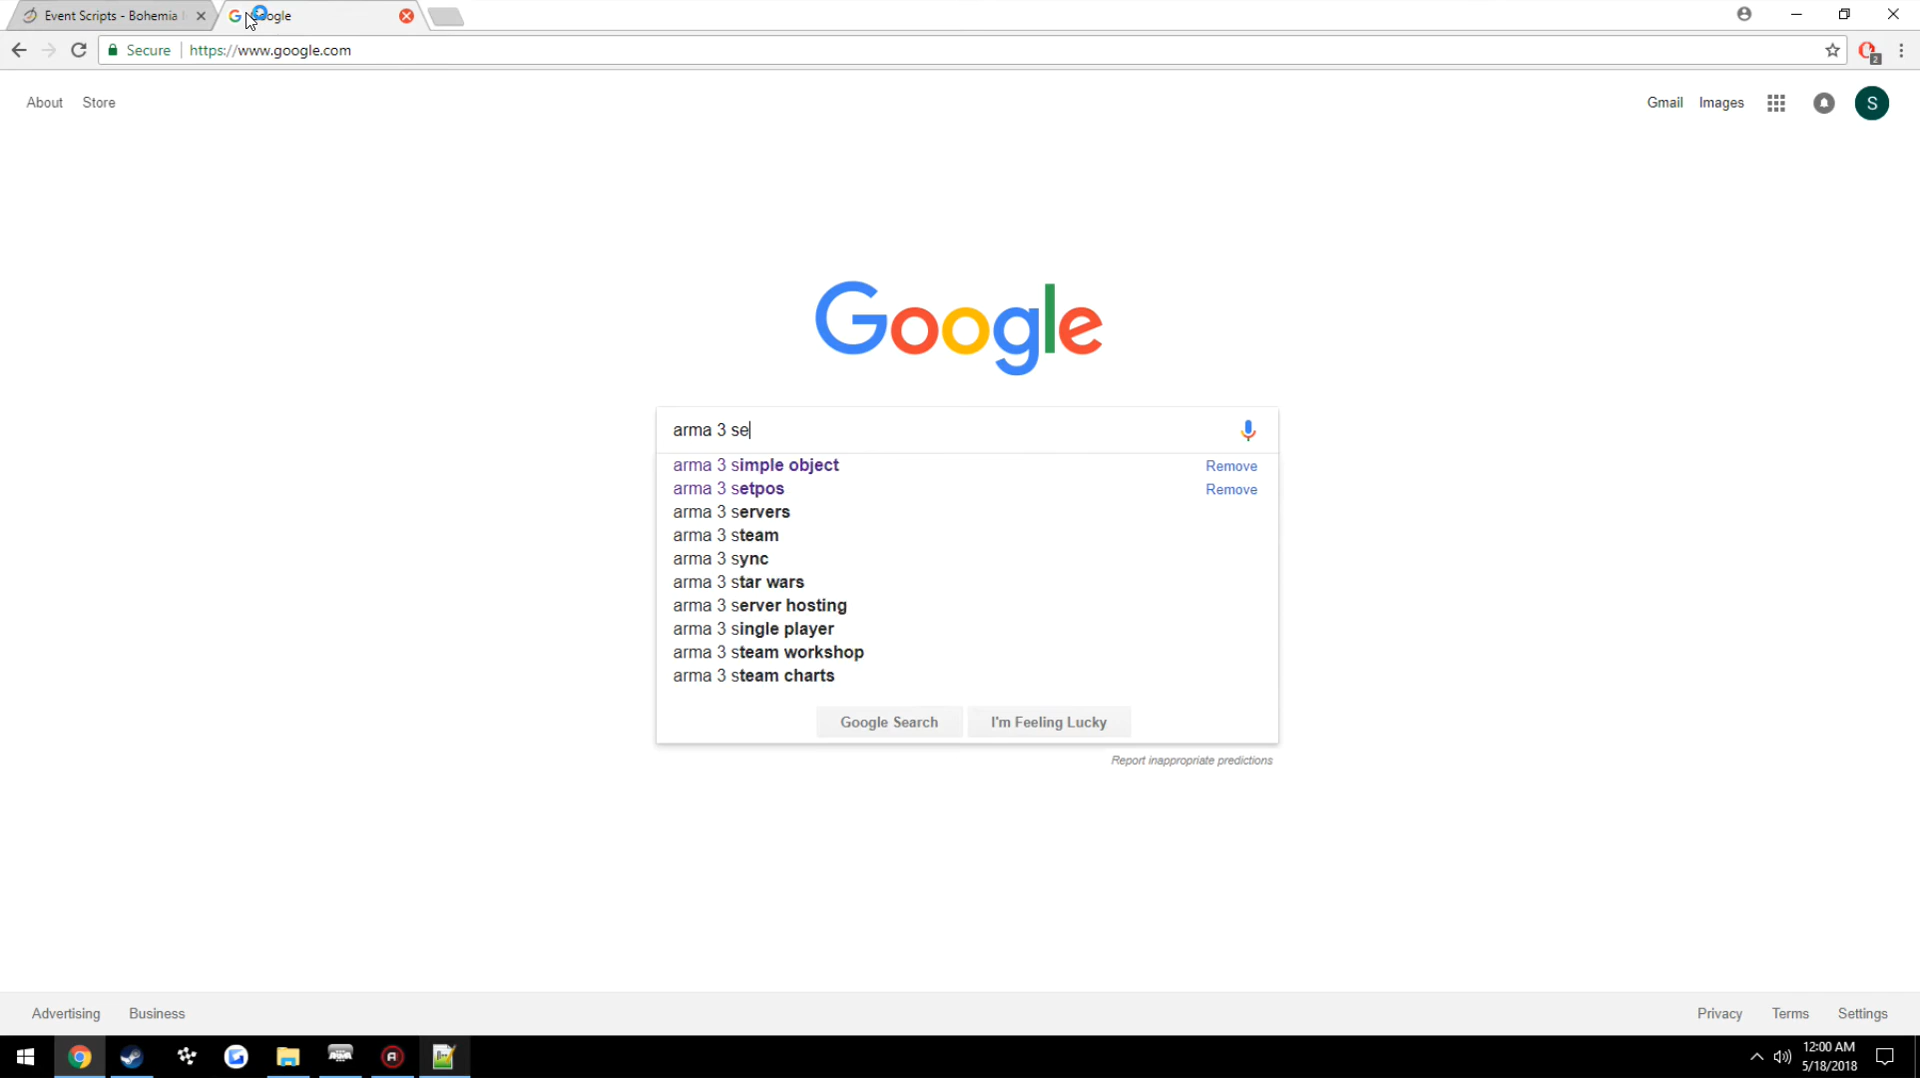 Event Scripts - Bohemia
Google
Secure https://www.google.com
2
About Store
Gmail Images S
Google
arma 3 se
arma 3 simple object Remove
arma 3 setpos Remove
arma 3 servers
arma 3 steam
arma 3 sync
arma 3 star wars
arma 3 server hosting
arma 3 single player
arma 3 steam workshop
arma 3 steam charts
Google Search I'm Feeling Lucky
Report inappropriate predictions
Advertising Business
Privacy Terms Settings
12:00 AM
5/18/2018